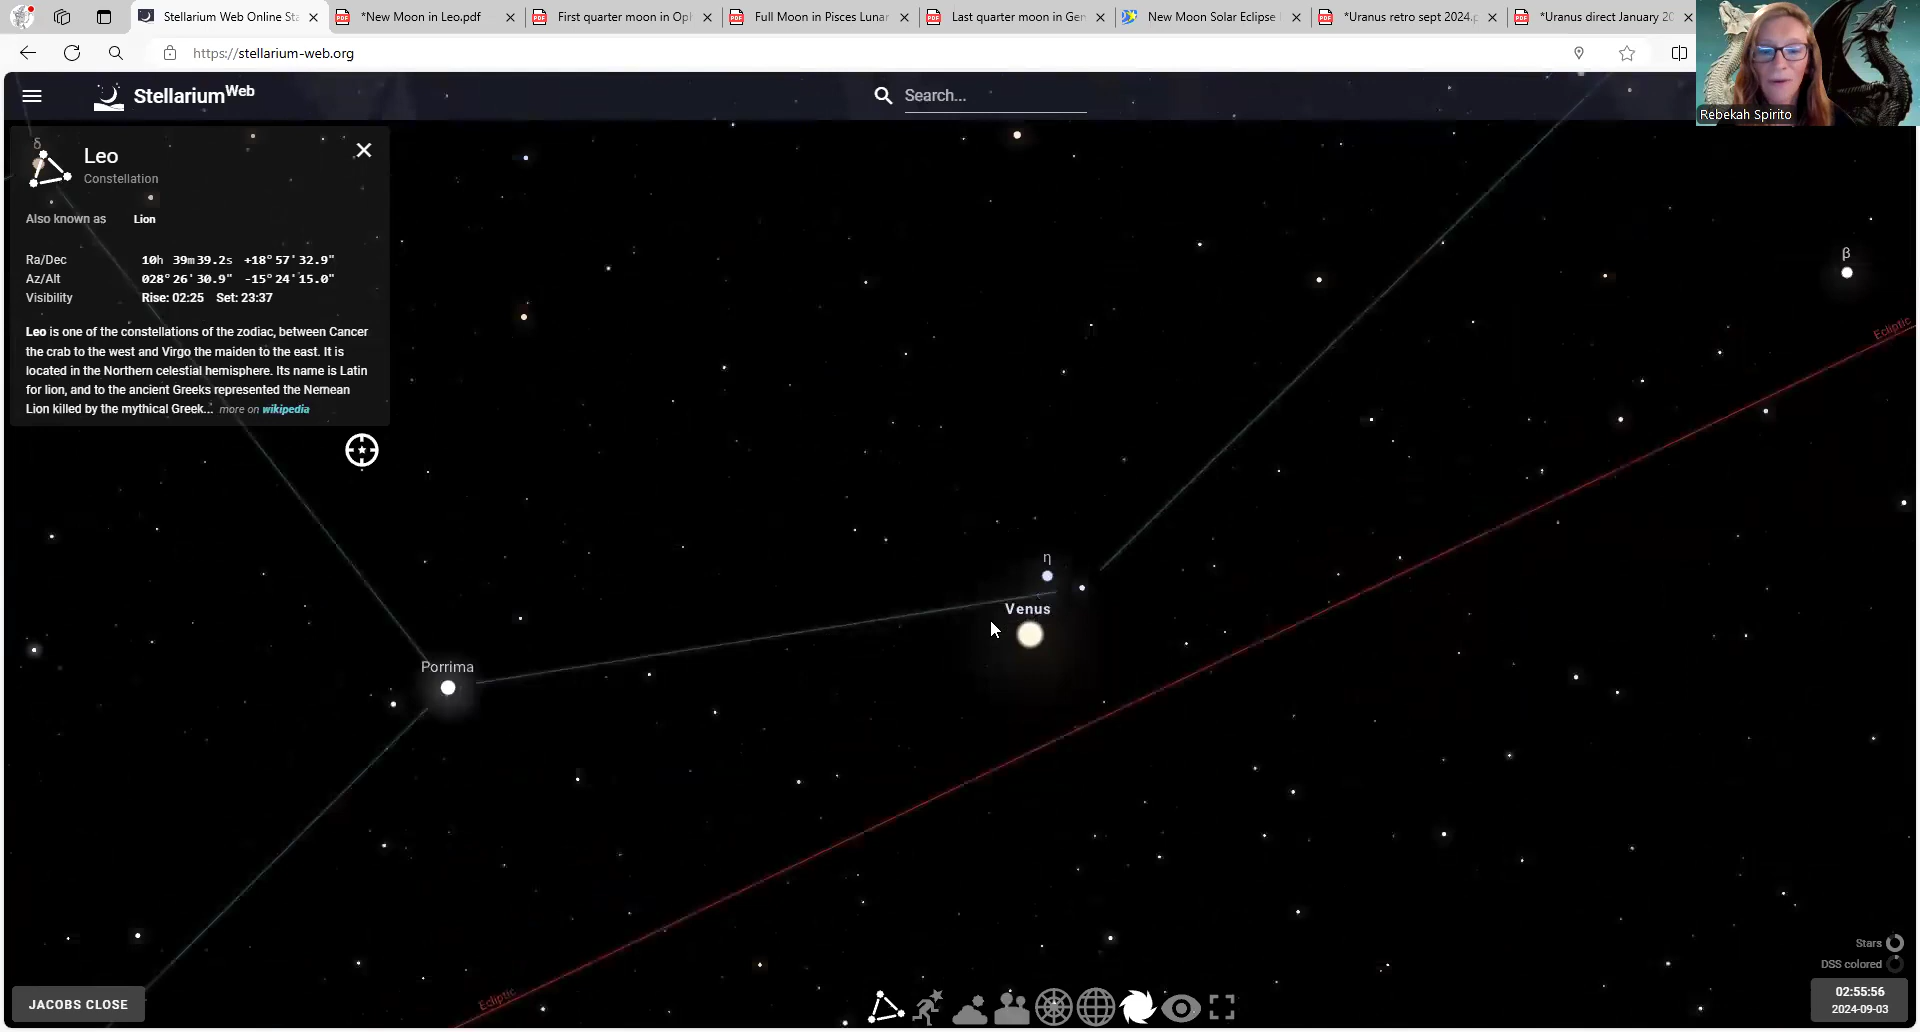 Stellarium Web Online Sta
*New Moon in Leo.pdf
First quarter moon in Oph
Full Moon in Pisces Lunar
Last quarter moon in Gem
New Moon Solar Eclipse
*Uranus retro sept 2024.p
*Uranus direct January 20
https://stellarium-web.org
StellariumWeb
Search...
Rebekah Spirito
δ
Leo
Constellation
Also known as Lion
Ra/Dec 10h 39m39.2s +18°57'32.9"
Az/Alt 028°26'30.9" -15°24'15.0"
Visibility Rise: 02:25 Set: 23:37
Leo is one of the constellations of the zodiac, between Cancer
the crab to the west and Virgo the maiden to the east. It is
located in the Northern celestial hemisphere. Its name is Latin
for lion, and to the ancient Greeks represented the Nemean
Lion killed by the mythical Greek... more on wikipedia
β
Ecliptic
η
Venus
Porrima
Ecliptic
Stars
DSS colored
JACOBS CLOSE
02:55:56
2024-09-03